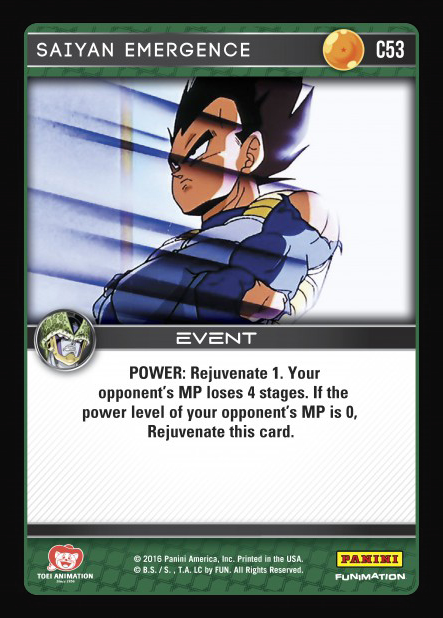 SAIYAN EMERGENCE
C53
EVENT
POWER: Rejuvenate 1. Your
opponent's MP loses 4 stages. If the
power level of your opponent's MP is 0,
Rejuvenate this card.
TOEI ANIMATION
Since 1956
© 2016 Panini America, Inc. Printed in the USA.
© B.S. / S. , T.A. LC by FUN. All Rights Reserved.
PANINI
FUNIMATION